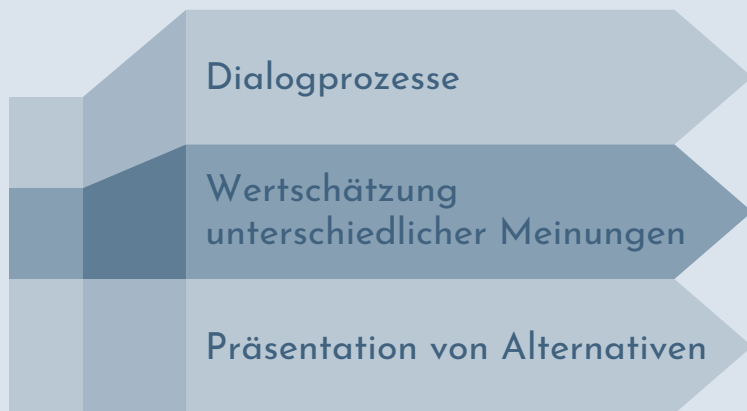 Dialogprozesse
Wertschätzung
unterschiedlicher Meinungen
Präsentation von Alternativen